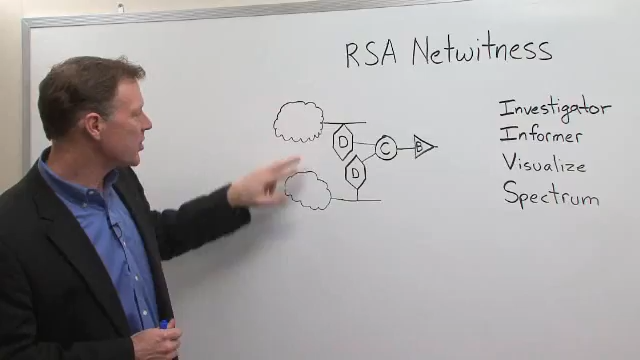 RSA Netwitness
Investigator
Informer
Visualize
Spectrum
D
C
B
D